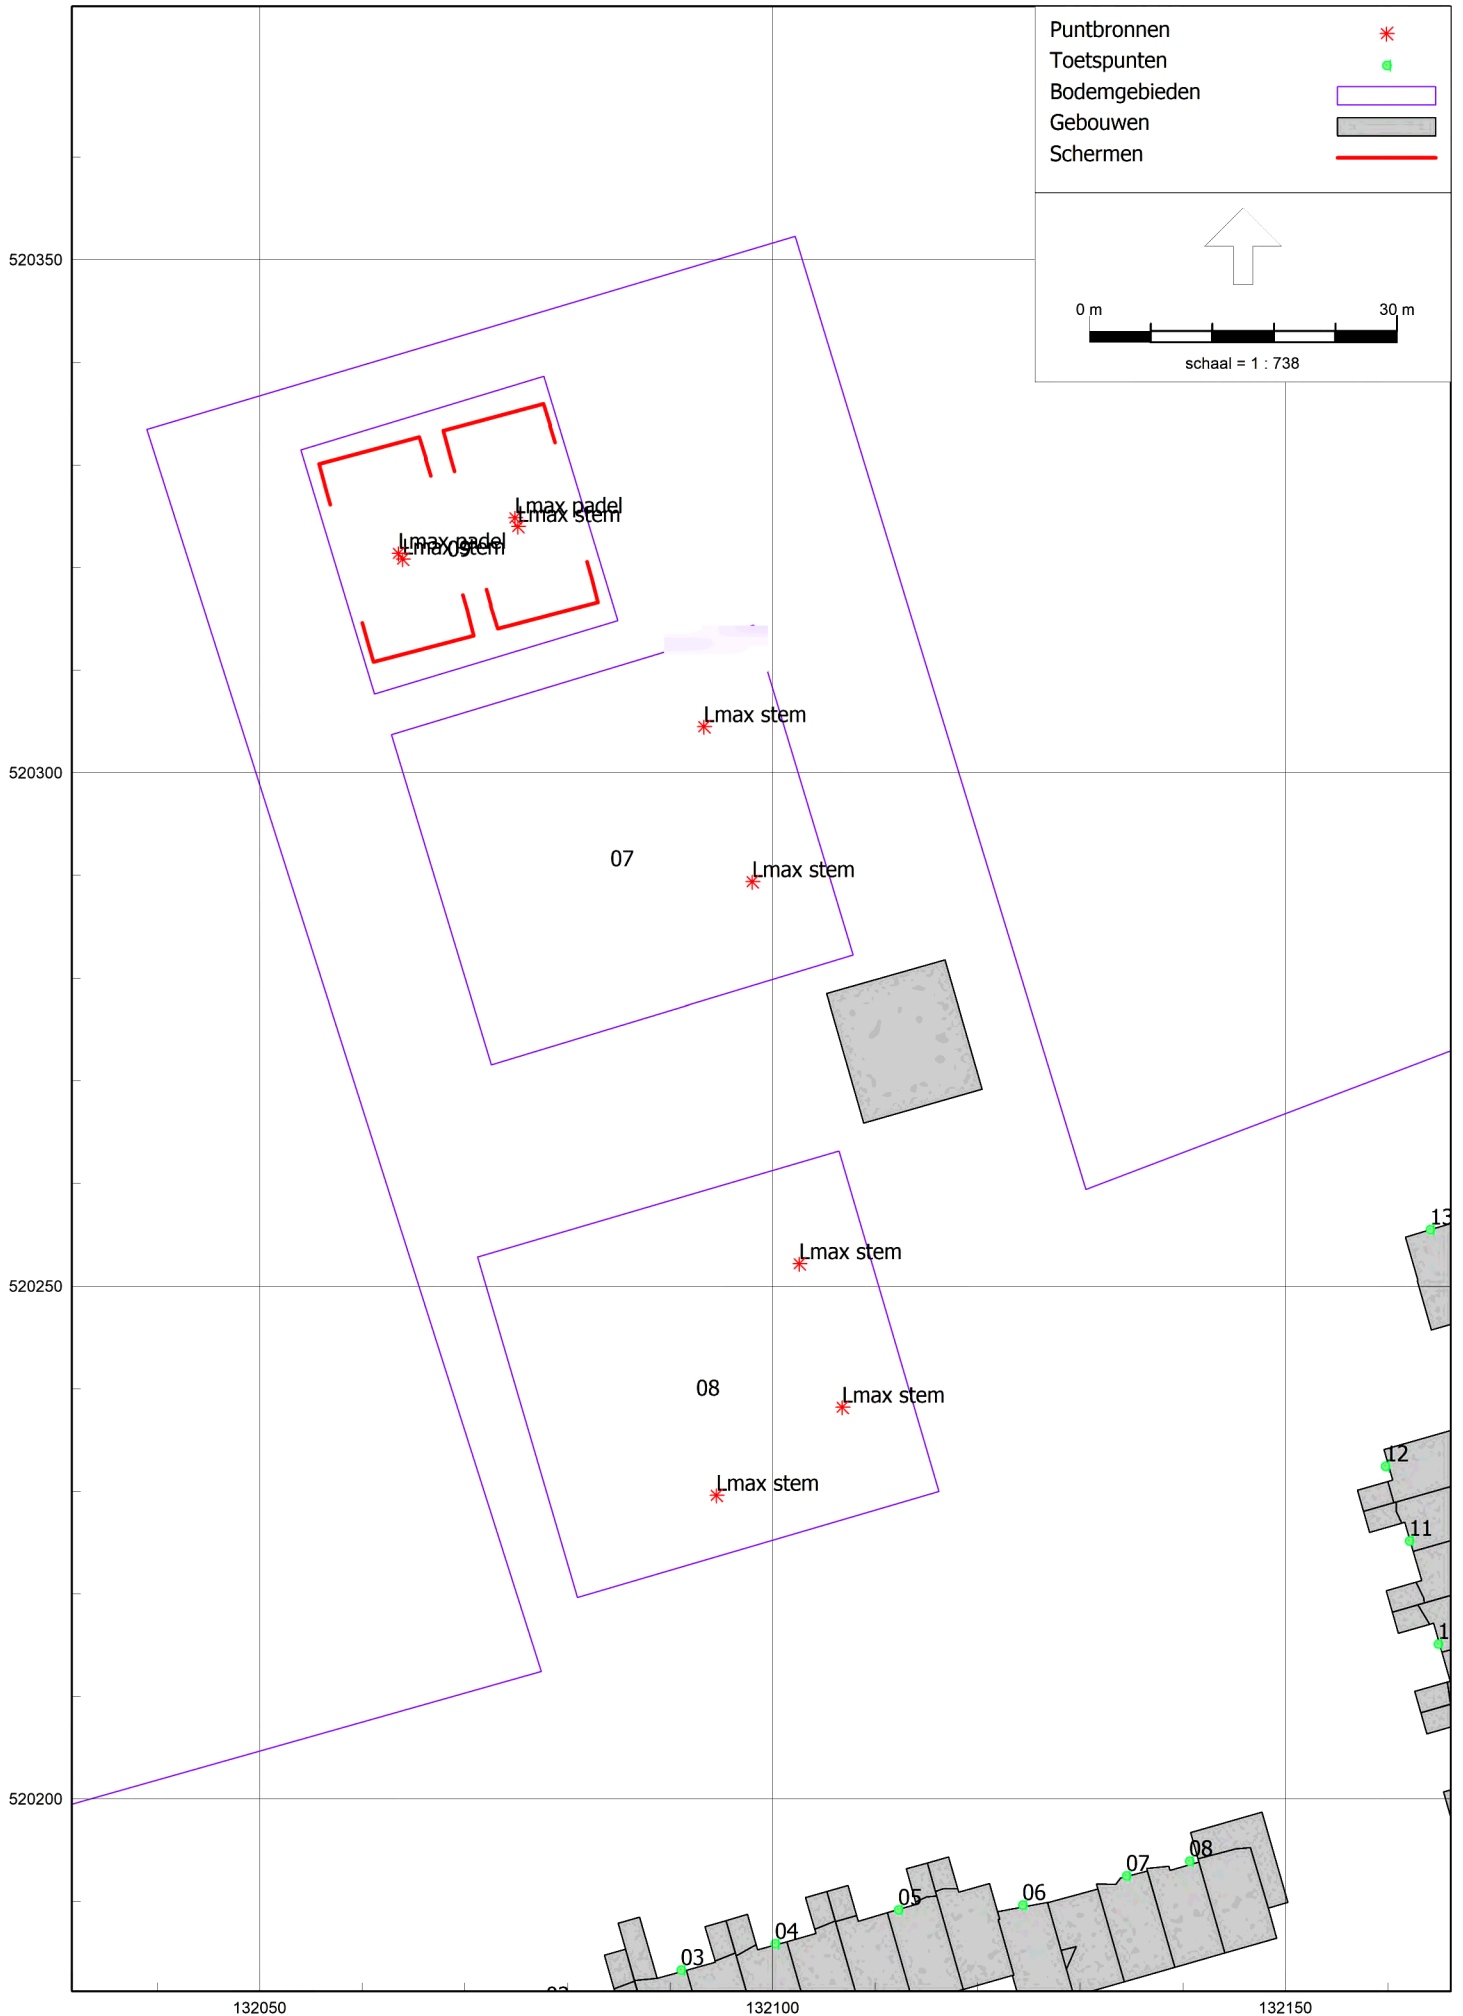 Puntbronnen
Toetspunten
Bodemgebieden
Gebouwen
Schermen
520350
0 m 30 m
schaal = 1 : 738
Lmax padel
Lmax stem
Lmax padel
Lmax stem
09
Lmax stem
520300
07
Lmax stem
13
Lmax stem
520250
08
Lmax stem
12
Lmax stem
11
1
520200
08
07
05
06
04
03
132050 132100 132150